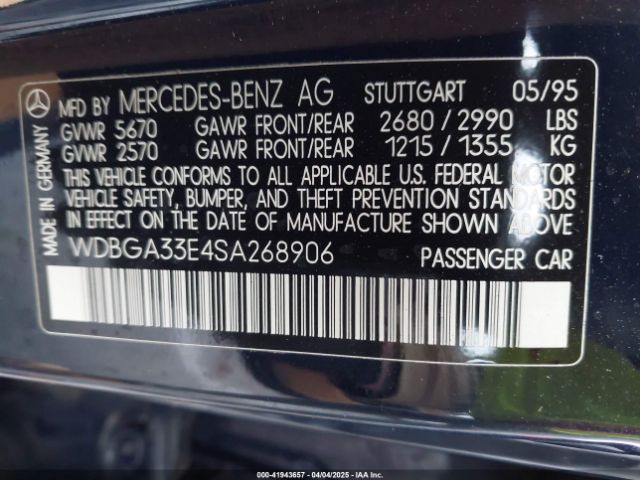 MFD BY MERCEDES-BENZ AG STUTTGART 05/95
GVWR 5670 GAWR FRONT/REAR 2680 / 2990 LBS
GVWR 2570 GAWR FRONT/REAR 1215 / 1355 KG
THIS VEHICLE CONFORMS TO ALL APPLICABLE U.S. FEDERAL MOTOR
VEHICLE SAFETY, BUMPER, AND THEFT PREVENTION STANDARDS
IN EFFECT ON THE DATE OF MANUFACTURE SHOWN ABOVE
WDBGA33E4SA268906 PASSENGER CAR
MADE IN GERMANY
000-41943657 - 04/04/2025 - IAA Inc.